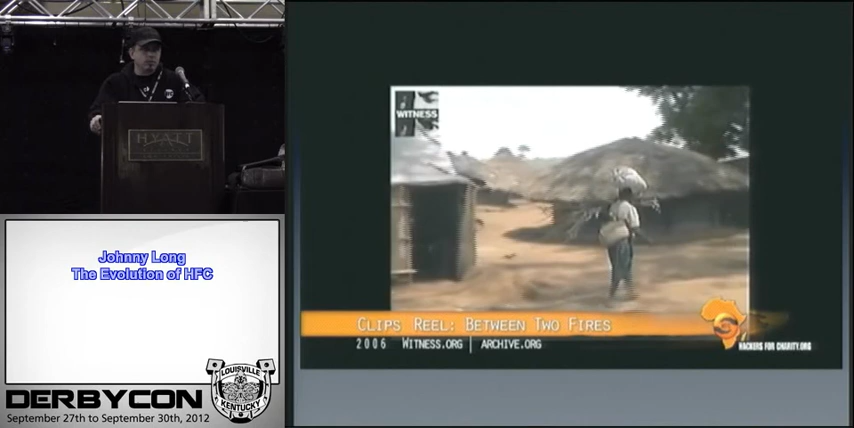 HYATT
Johnny Long
The Evolution of HFC
DERBYCON
September 27th to September 30th, 2012
LOUISVILLE
KENTUCKY
WITNESS
CLIPS REEL: BETWEEN TWO FIRES
2006 WITNESS.ORG | ARCHIVE.ORG
HACKERS FOR CHARITY.ORG